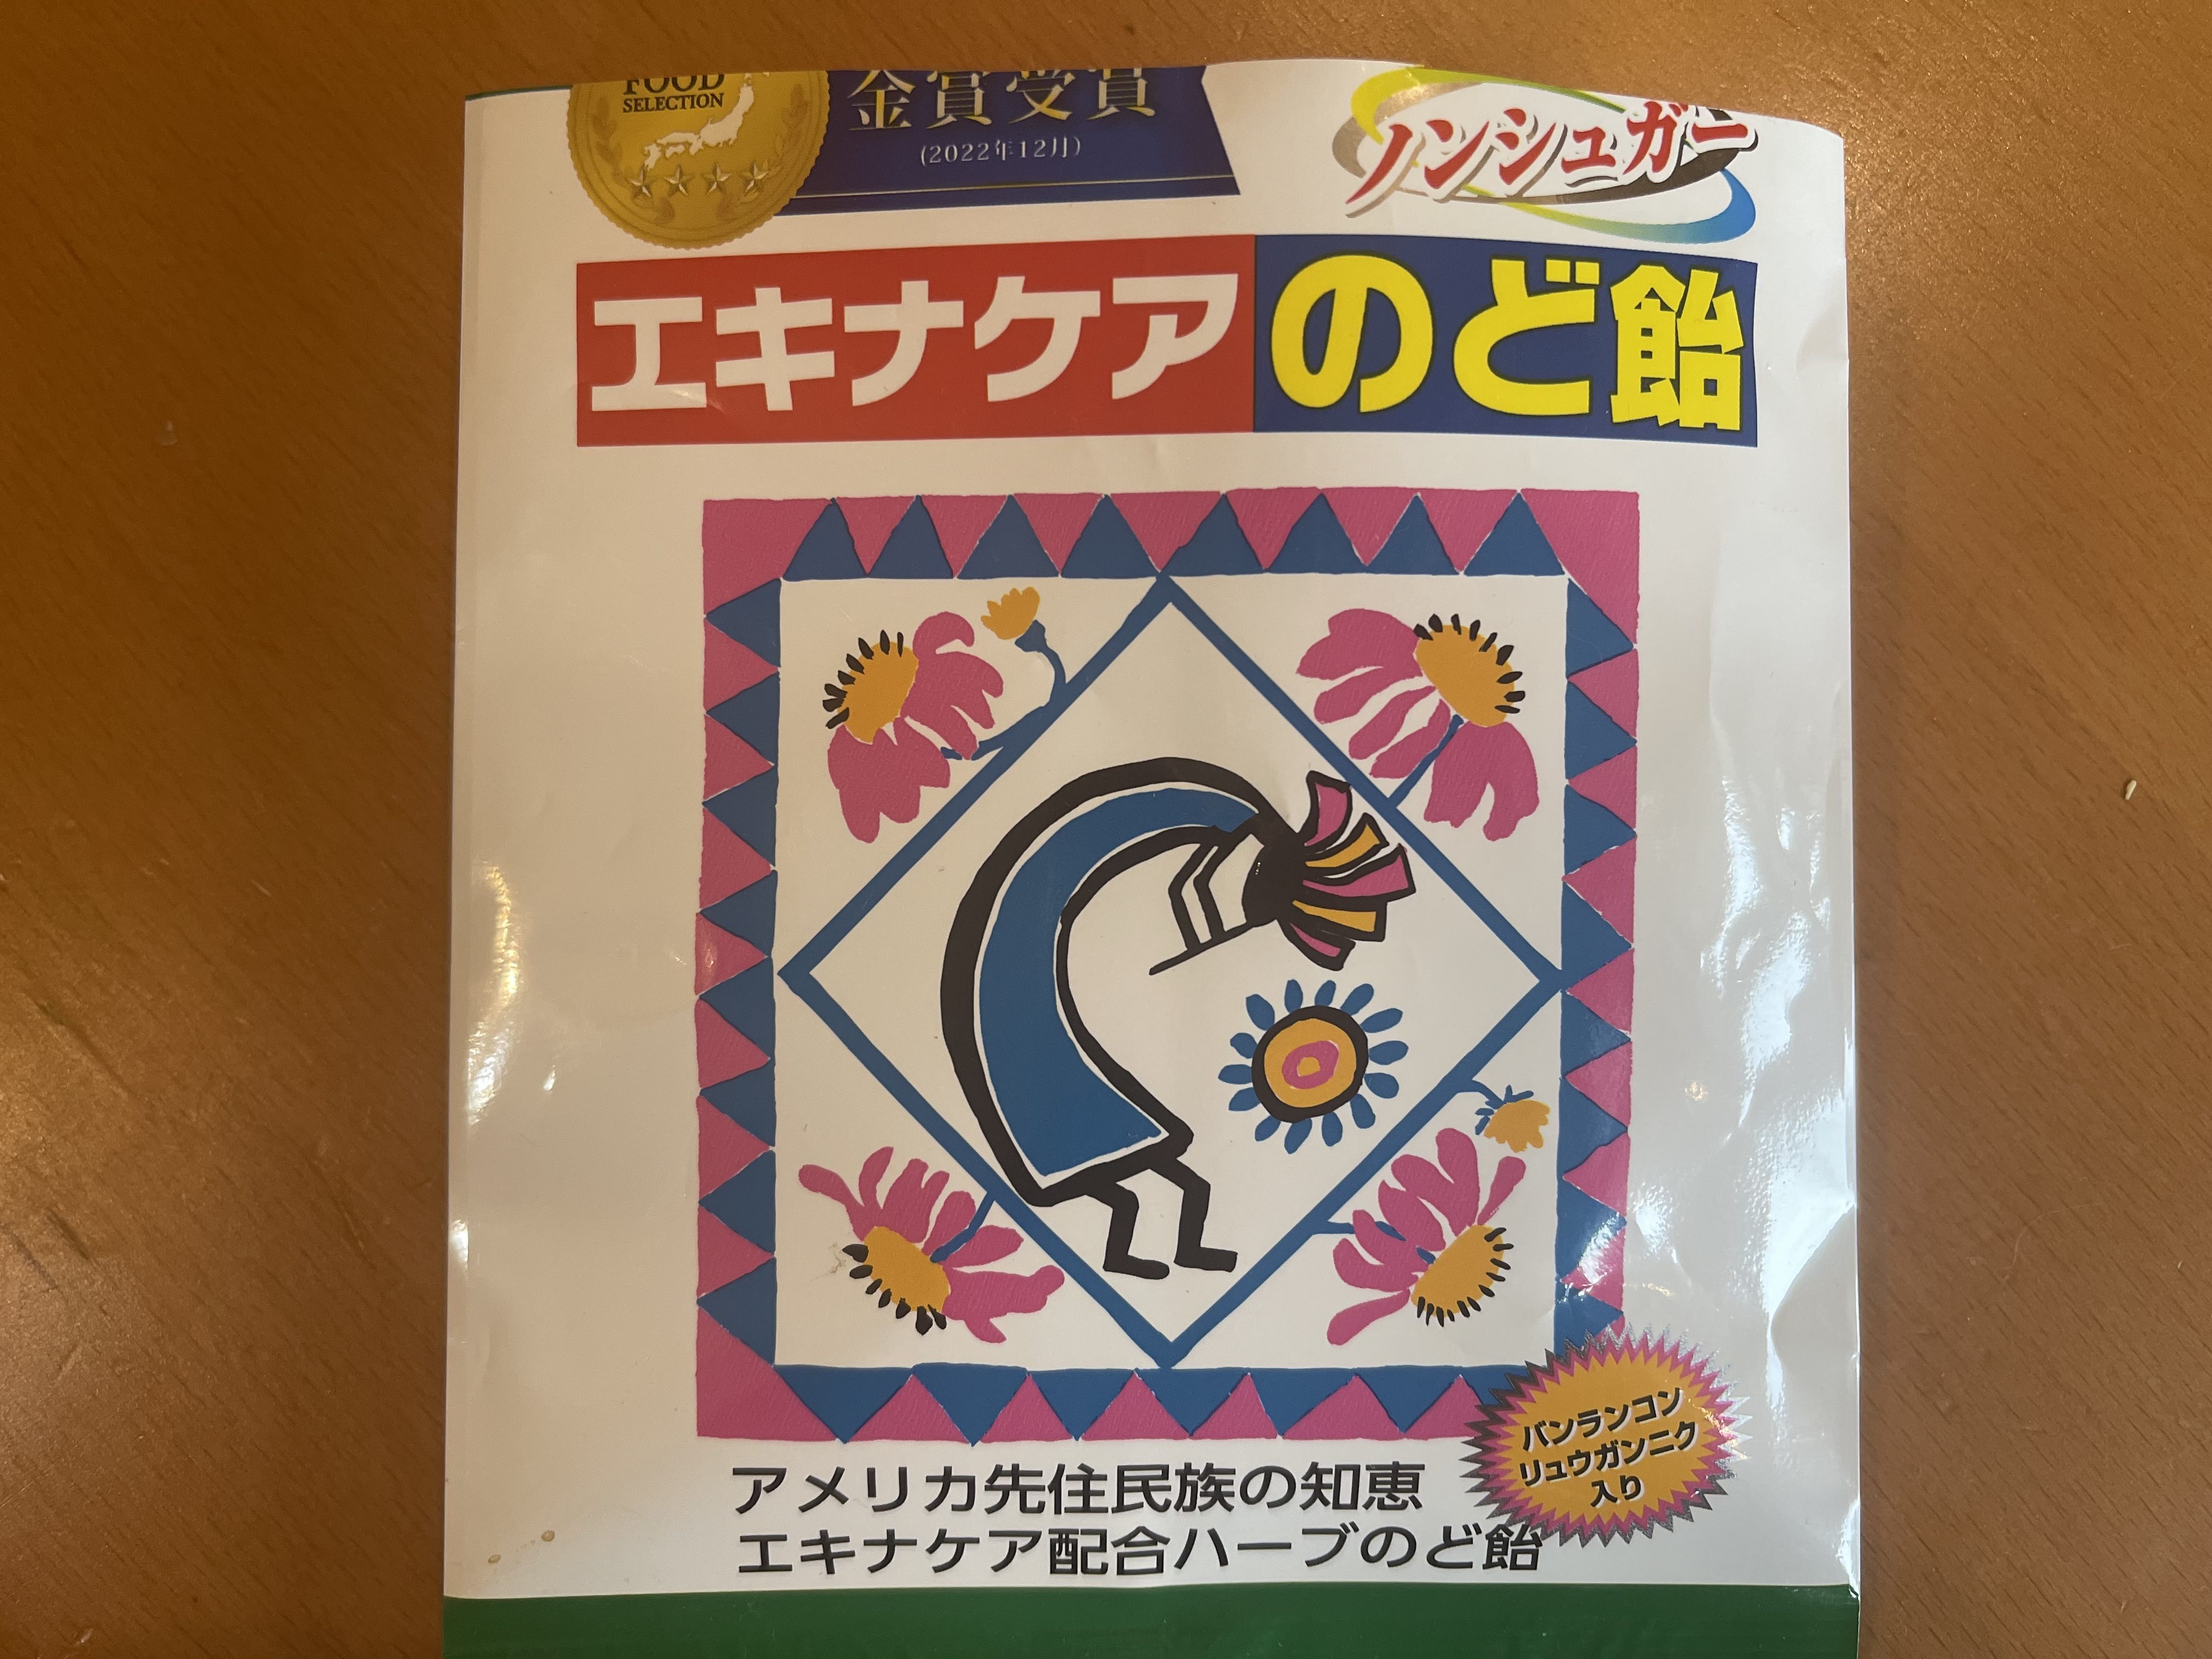 FOOD
SELECTION
金賞受賞
(2022年12月)
ノンシュガー
エキナケアのど飴
バンランコン
リュウガンニク
入り
アメリカ先住民族の知恵
エキナケア配合ハーブのど飴